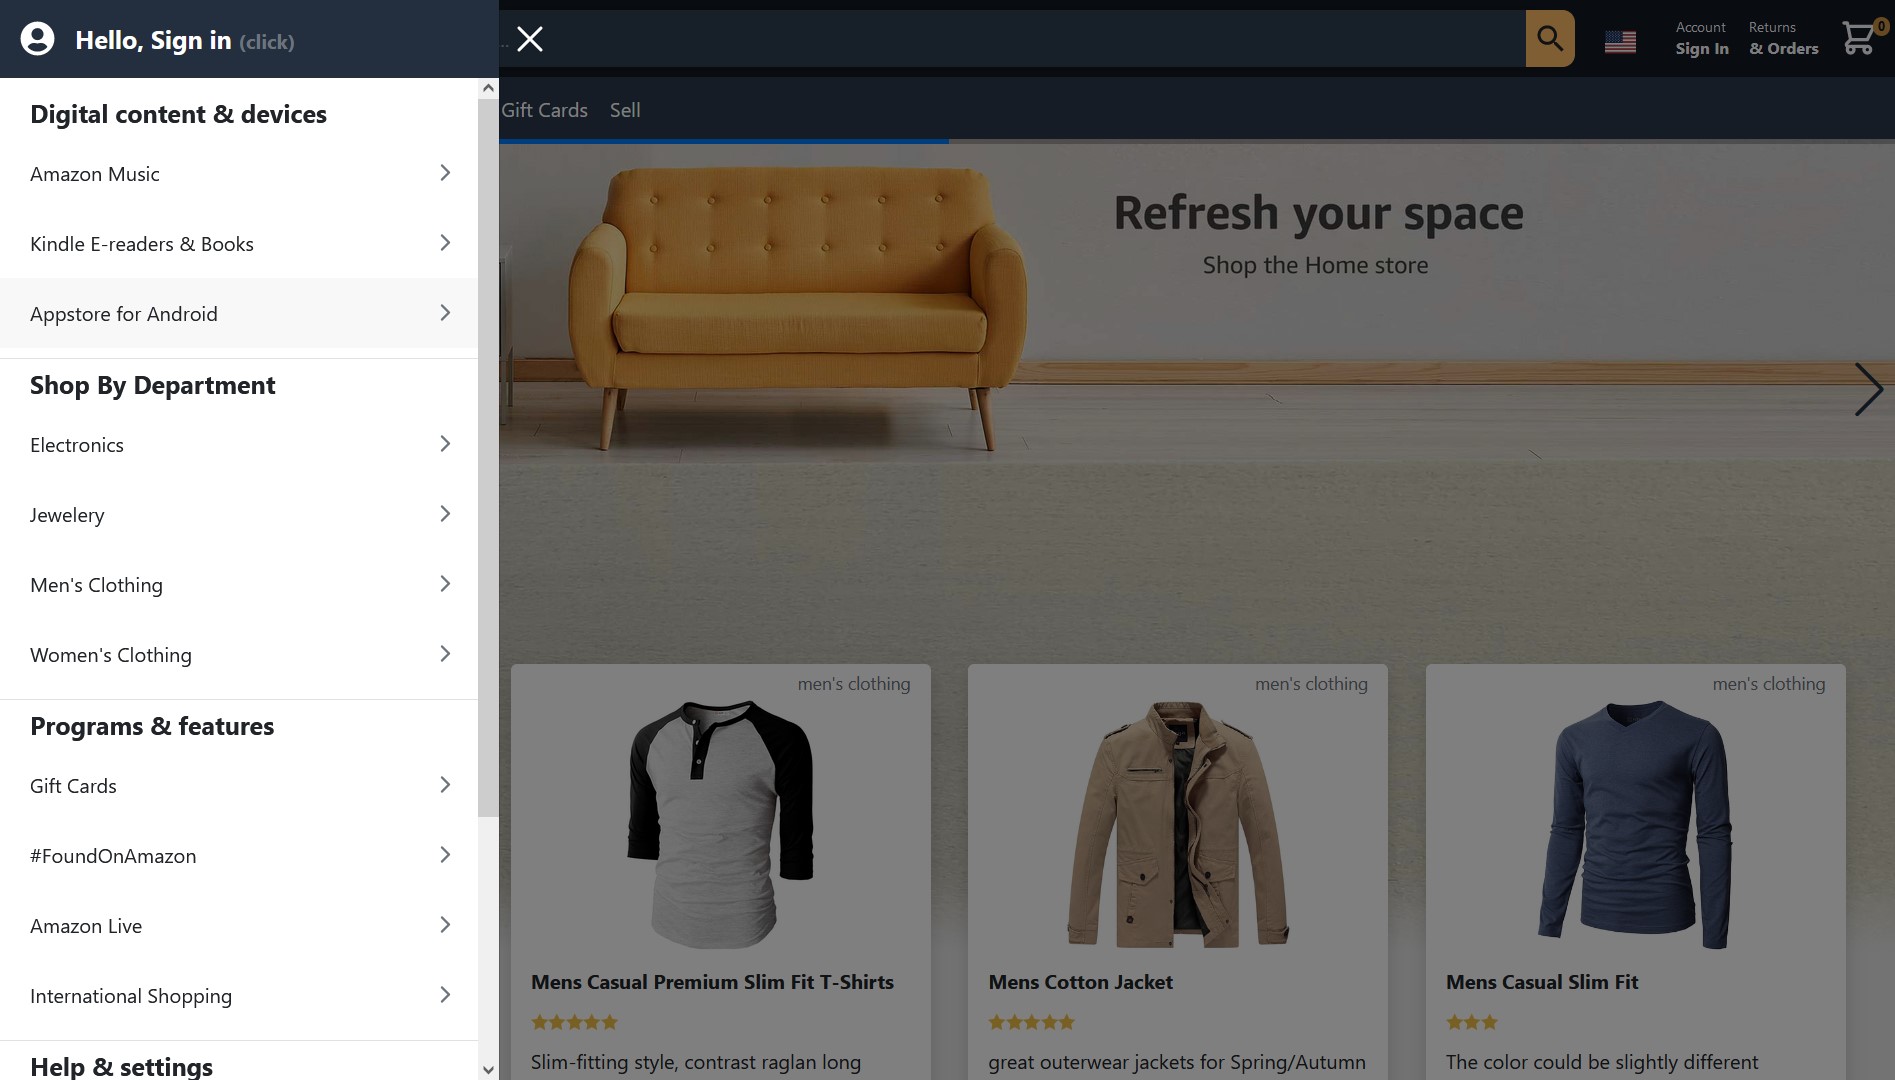 Hello, Sign in (click)
Account
Sign In
Returns
& Orders
0
Gift Cards
Sell
Digital content & devices
Amazon Music
Kindle E-readers & Books
Appstore for Android
Shop By Department
Electronics
Jewelery
Men's Clothing
Women's Clothing
Programs & features
Gift Cards
#FoundOnAmazon
Amazon Live
International Shopping
Help & settings
Refresh your space
Shop the Home store
men's clothing
Mens Casual Premium Slim Fit T-Shirts
Slim-fitting style, contrast raglan long
men's clothing
Mens Cotton Jacket
great outerwear jackets for Spring/Autumn
men's clothing
Mens Casual Slim Fit
The color could be slightly different